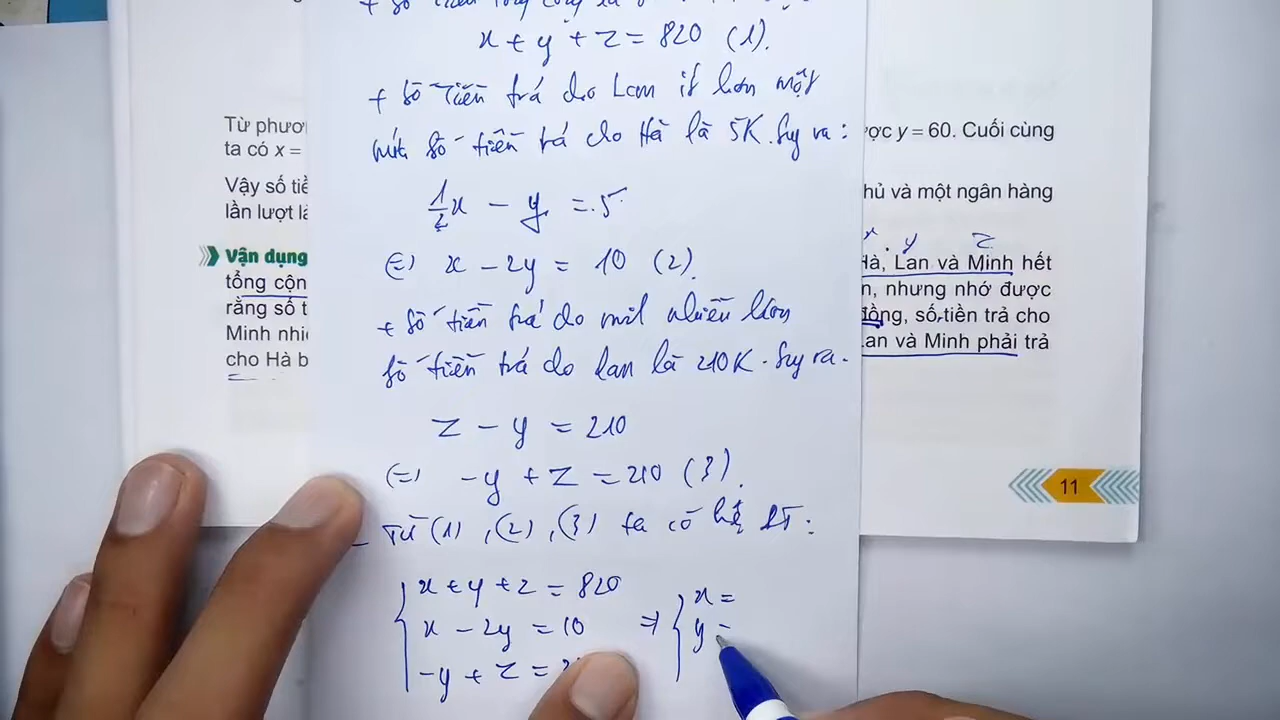 x + y + z = 820 (1).
+ Số tiền trả cho Lan ít hơn một
nửa số tiền trả cho Hà là 5K. Suy ra:
1/2 x - y = 5
(=) x - 2y = 10 (2).
+ Số tiền trả cho nhiều hơn
số tiền trả cho lan là 210K. Suy ra.
z - y = 210
(=) -y + z = 210 (3).
- Từ (1), (2), (3) ta có hệ PT:
x + y + z = 820
x - 2y = 10 => x =
-y + z = y =
Từ phươ
ta có x =
Vậy số tiề
lần lượt l
Vận dụng
tổng cộn
rằng số t
Minh nhi
cho Hà b
ợc y = 60. Cuối cùng
hủ và một ngân hàng
x y z
Hà, Lan và Minh hết
n, nhưng nhớ được
đồng, số tiền trả cho
Lan và Minh phải trả
11